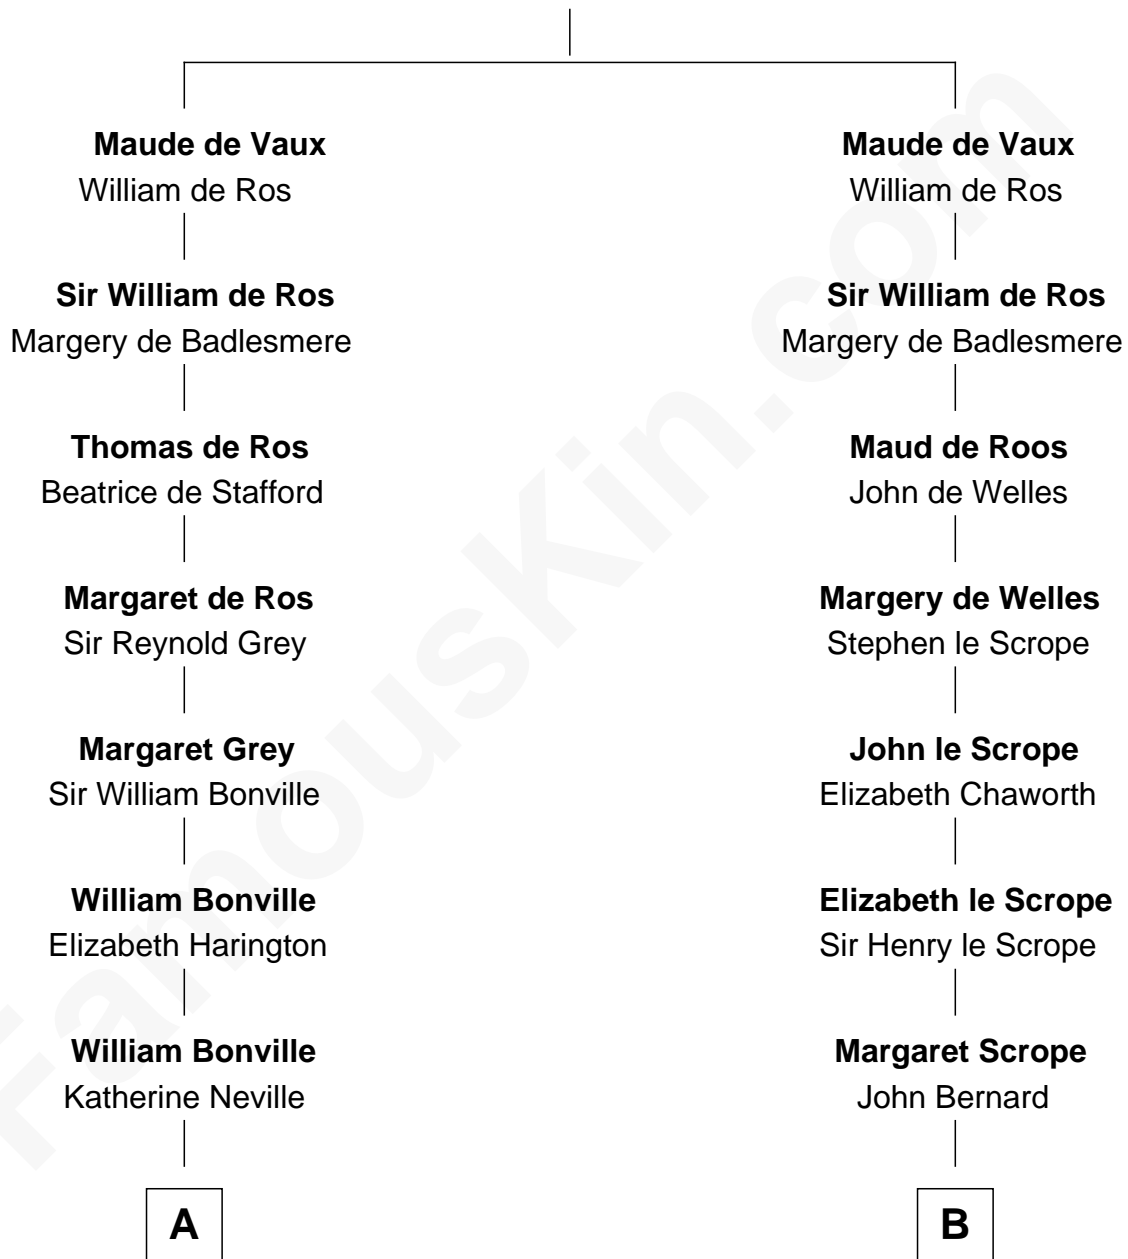 Maude de Vaux
William de Ros
Sir William de Ros
Margery de Badlesmere
Thomas de Ros
Beatrice de Stafford
Margaret de Ros
Sir Reynold Grey
Margaret Grey
Sir William Bonville
William Bonville
Elizabeth Harington
William Bonville
Katherine Neville
A
Maude de Vaux
William de Ros
Sir William de Ros
Margery de Badlesmere
Maud de Roos
John de Welles
Margery de Welles
Stephen le Scrope
John le Scrope
Elizabeth Chaworth
Elizabeth le Scrope
Sir Henry le Scrope
Margaret Scrope
John Bernard
B
FamousKin.com